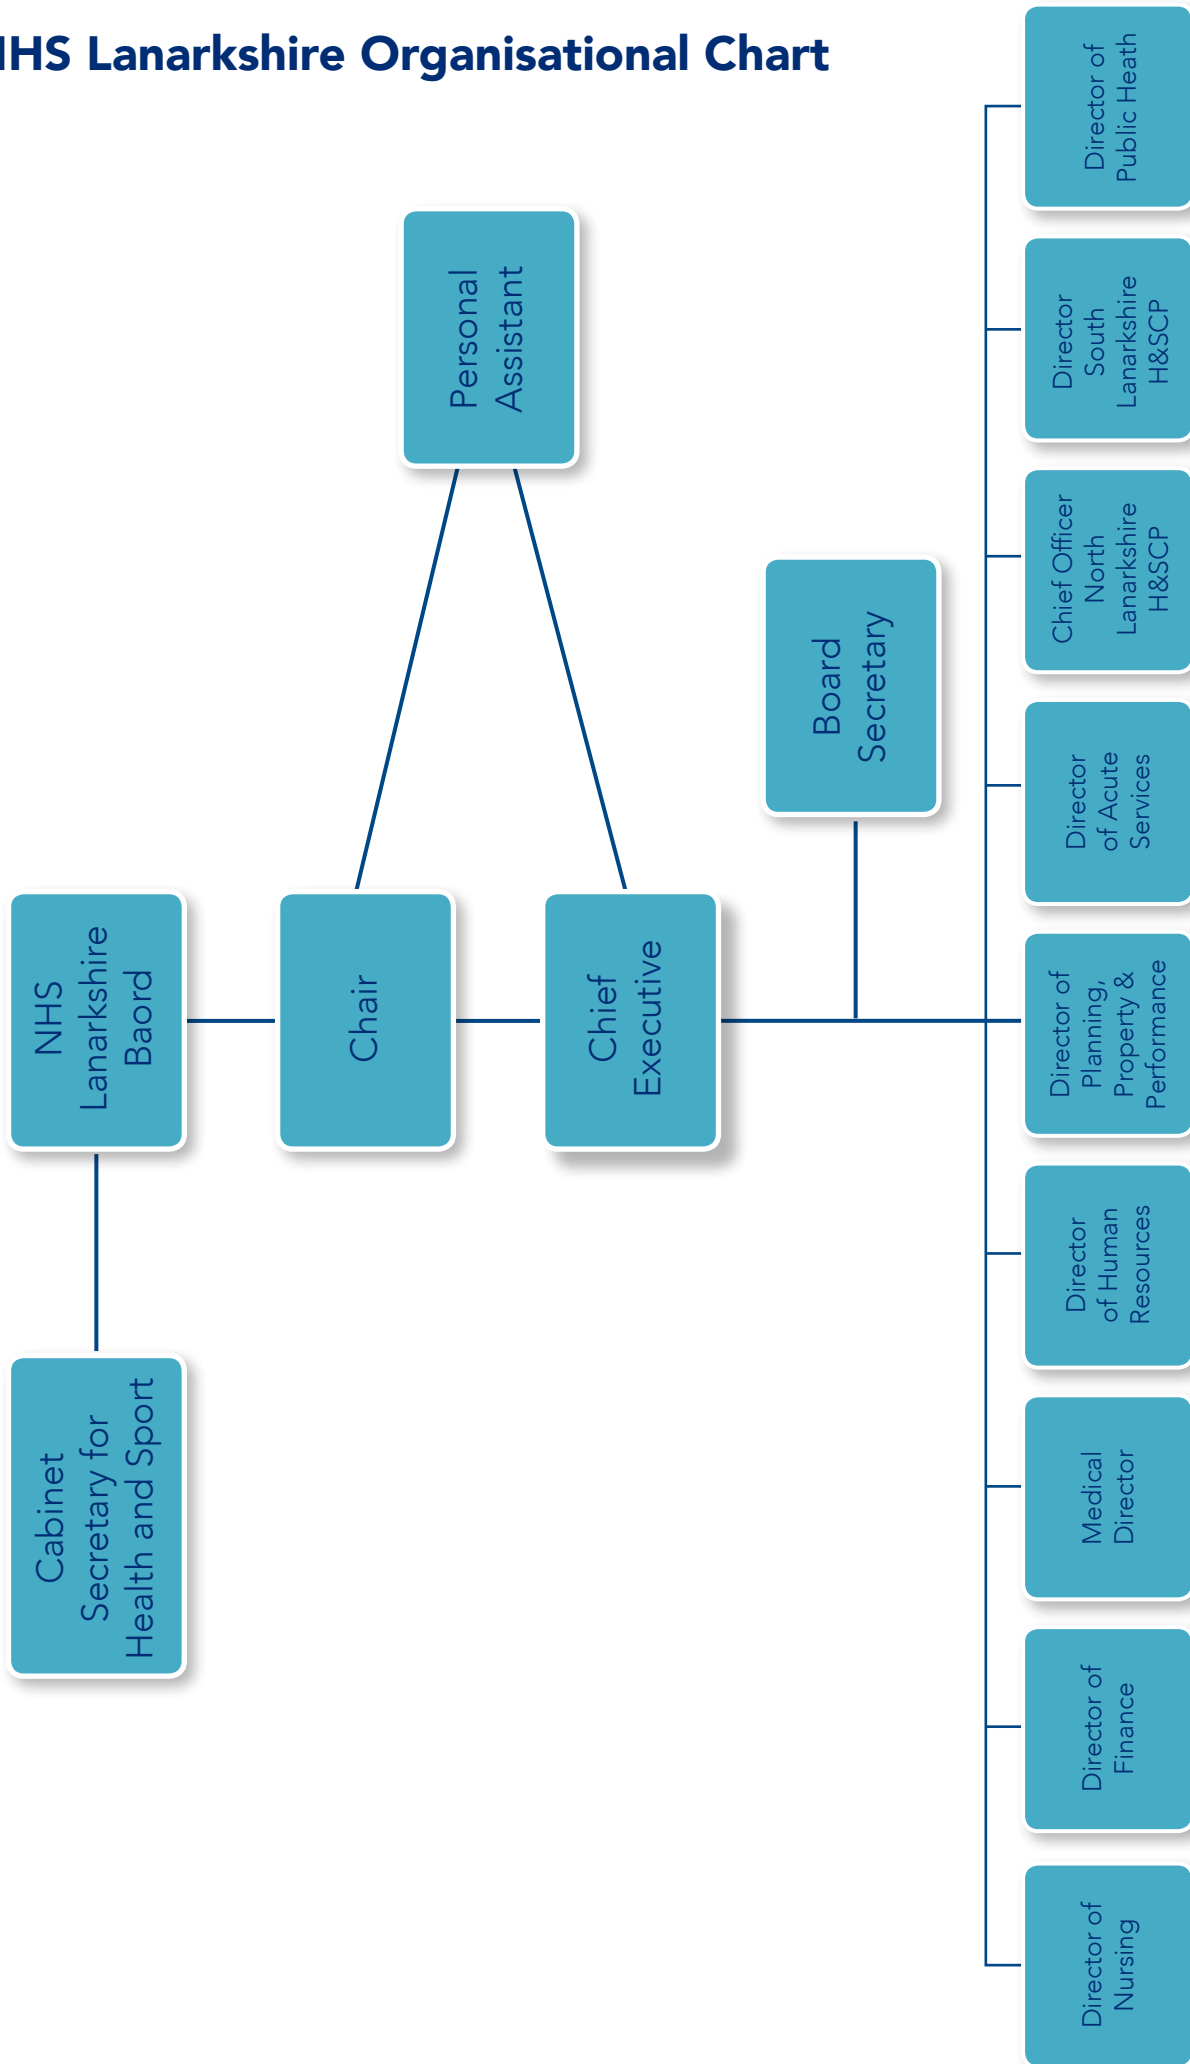 NHS Lanarkshire Organisational Chart
Cabinet
Secretary for
Health and Sport
NHS
Lanarkshire
Baord
Chair
Personal
Assistant
Chief
Executive
Board
Secretary
Director of
Nursing
Director of
Finance
Medical
Director
Director
of Human
Resources
Director of
Planning,
Property &
Performance
Director
of Acute
Services
Chief Officer
North
Lanarkshire
H&SCP
Director
South
Lanarkshire
H&SCP
Director of
Public Heath